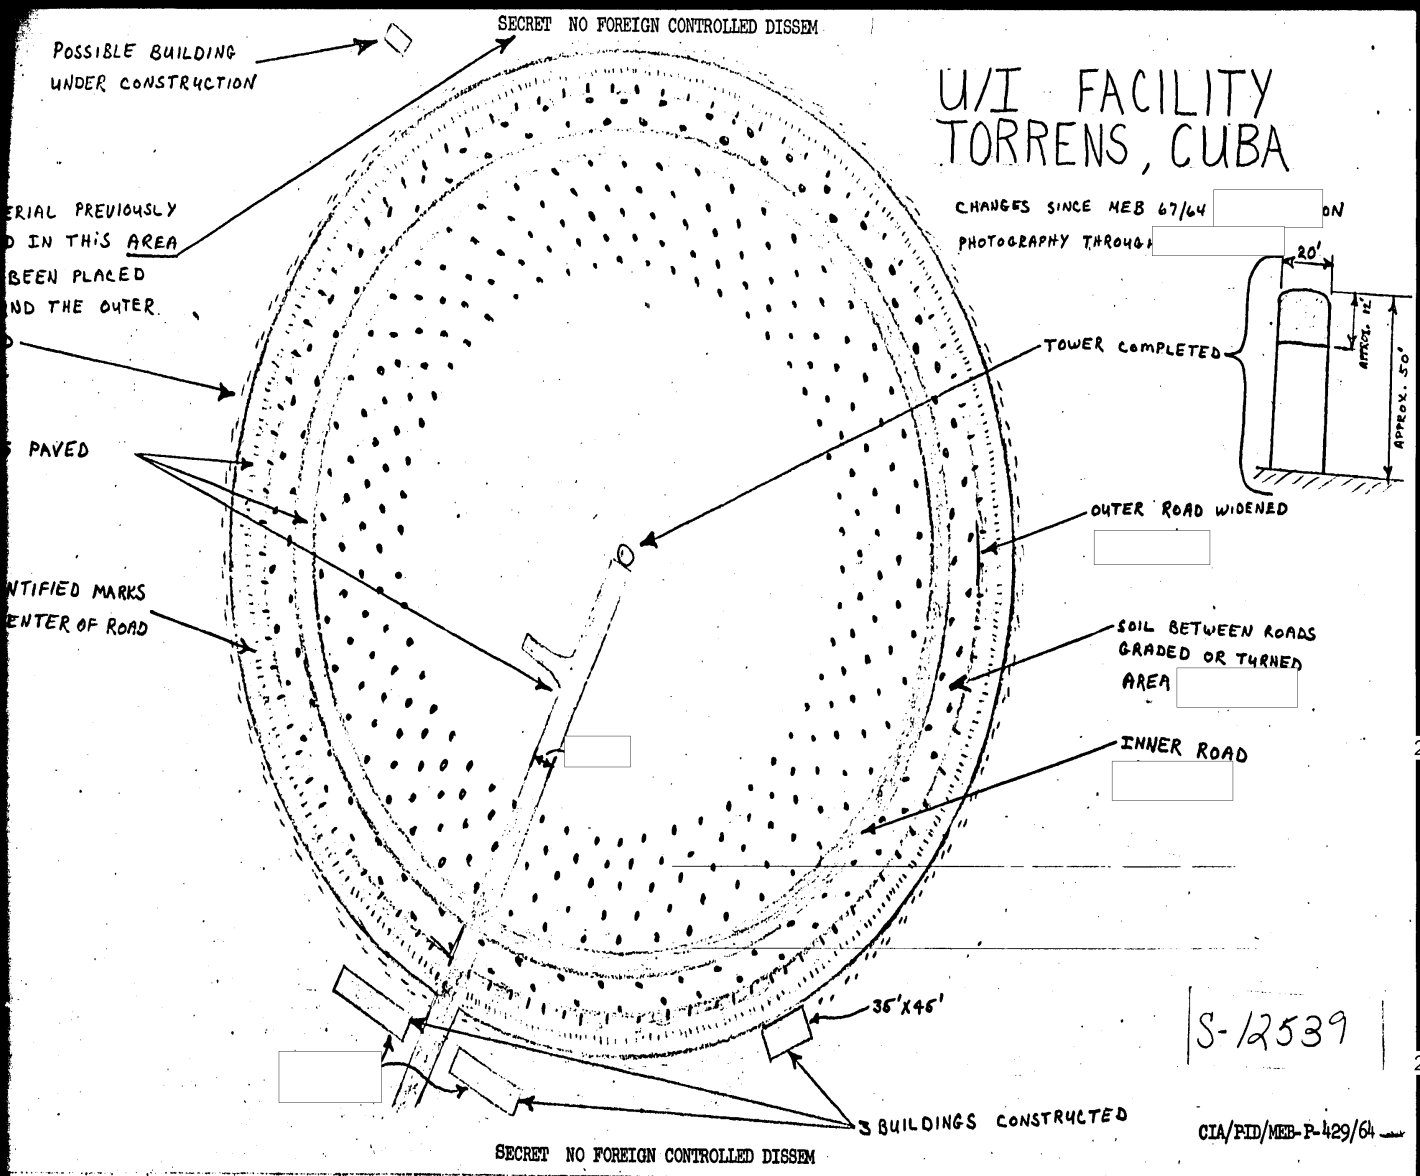 SECRET NO FOREIGN CONTROLLED DISSEM
POSSIBLE BUILDING
UNDER CONSTRUCTION
U/I FACILITY
TORRENS, CUBA
CHANGES SINCE MEB 67/64 ON
PHOTOGRAPHY THROUGH
ERIAL PREVIOUSLY
D IN THIS AREA
BEEN PLACED
ND THE OUTER
20'
APPROX. 12'
APPROX. 50'
TOWER COMPLETED
PAVED
OUTER ROAD WIDENED
NTIFIED MARKS
ENTER OF ROAD
SOIL BETWEEN ROADS
GRADED OR TURNED
AREA
INNER ROAD
35'X45'
S-12539
3 BUILDINGS CONSTRUCTED
CIA/PID/MEB-P-429/64
SECRET NO FOREIGN CONTROLLED DISSEM